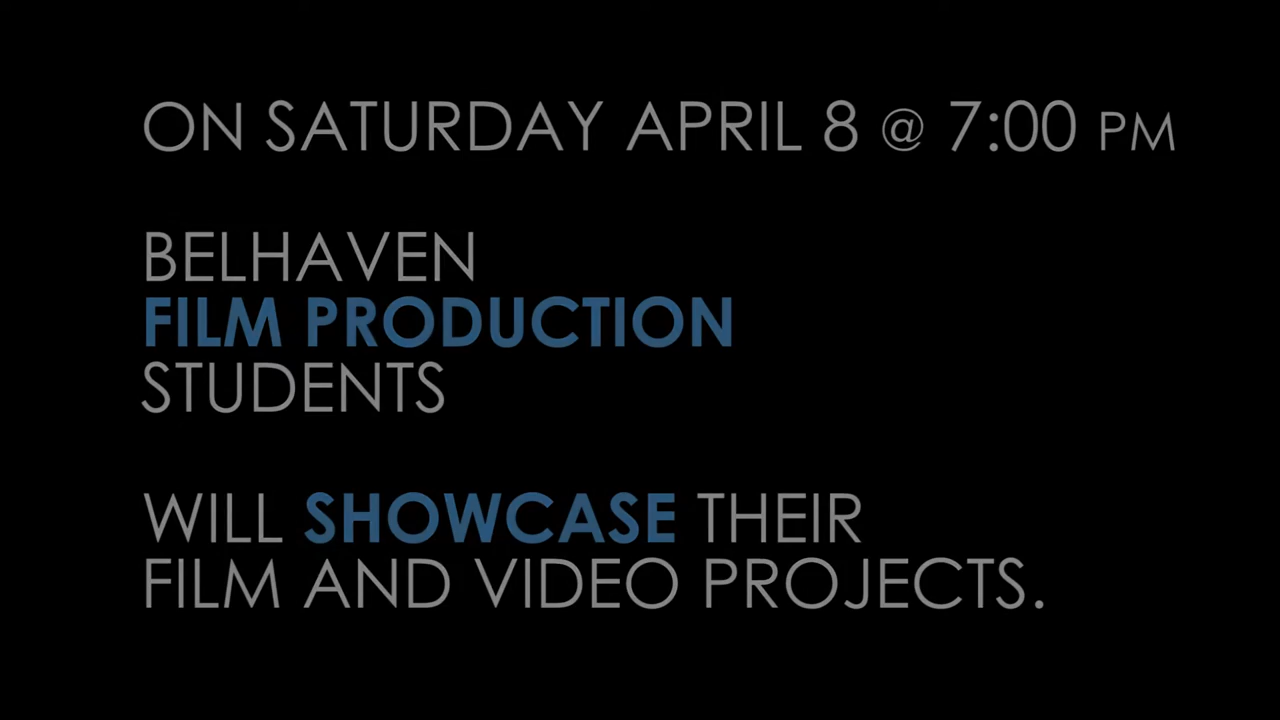 ON SATURDAY APRIL 8 @ 7:00 PM
BELHAVEN
FILM PRODUCTION
STUDENTS
WILL SHOWCASE THEIR
FILM AND VIDEO PROJECTS.